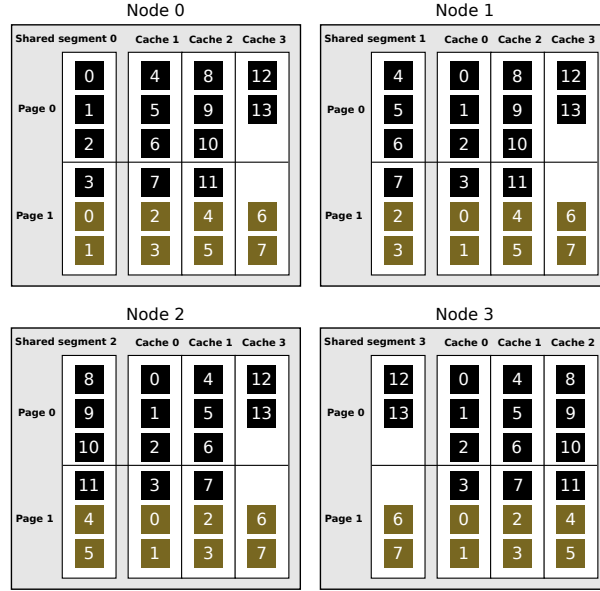 Node 0
Shared segment 0 Cache 1 Cache 2 Cache 3
0 4 8 12
Page 0 1 5 9 13
2 6 10
3 7 11
Page 1 0 2 4 6
1 3 5 7
Node 1
Shared segment 1 Cache 0 Cache 2 Cache 3
4 0 8 12
Page 0 5 1 9 13
6 2 10
7 3 11
Page 1 2 0 4 6
3 1 5 7
Node 2
Shared segment 2 Cache 0 Cache 1 Cache 3
8 0 4 12
Page 0 9 1 5 13
10 2 6
11 3 7
Page 1 4 0 2 6
5 1 3 7
Node 3
Shared segment 3 Cache 0 Cache 1 Cache 2
12 0 4 8
Page 0 13 1 5 9
2 6 10
3 7 11
Page 1 6 0 2 4
7 1 3 5